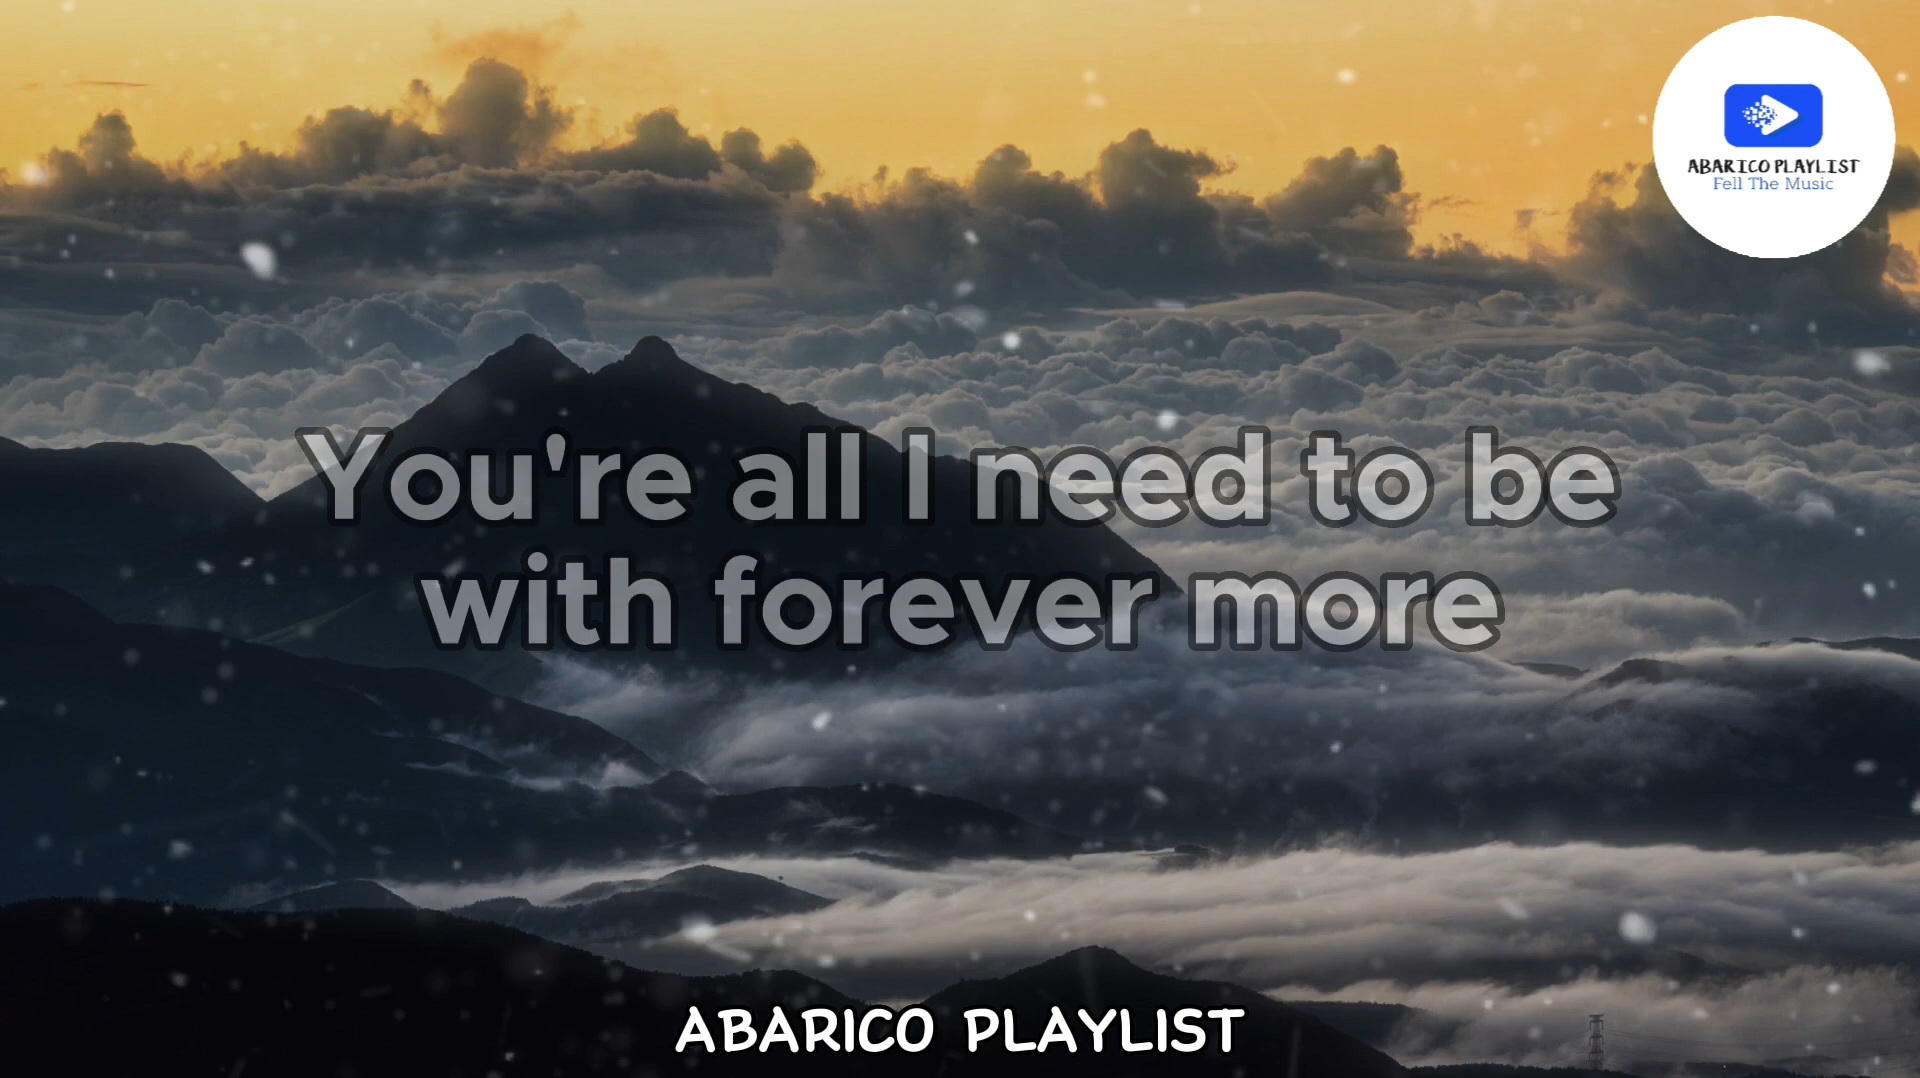 ABARICO PLAYLIST
Fell The Music
You're all I need to be
with forever more
ABARICO PLAYLIST